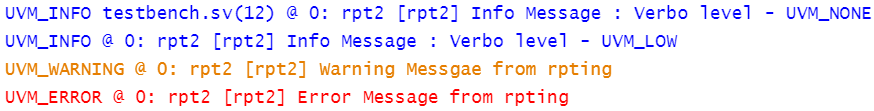 UVM_INFO testbench.sv(12) @ 0: rpt2 [rpt2] Info Message : Verbo level - UVM_NONE
UVM_INFO @ 0: rpt2 [rpt2] Info Message : Verbo level - UVM_LOW
UVM_WARNING @ 0: rpt2 [rpt2] Warning Messgae from rpting
UVM_ERROR @ 0: rpt2 [rpt2] Error Message from rpting